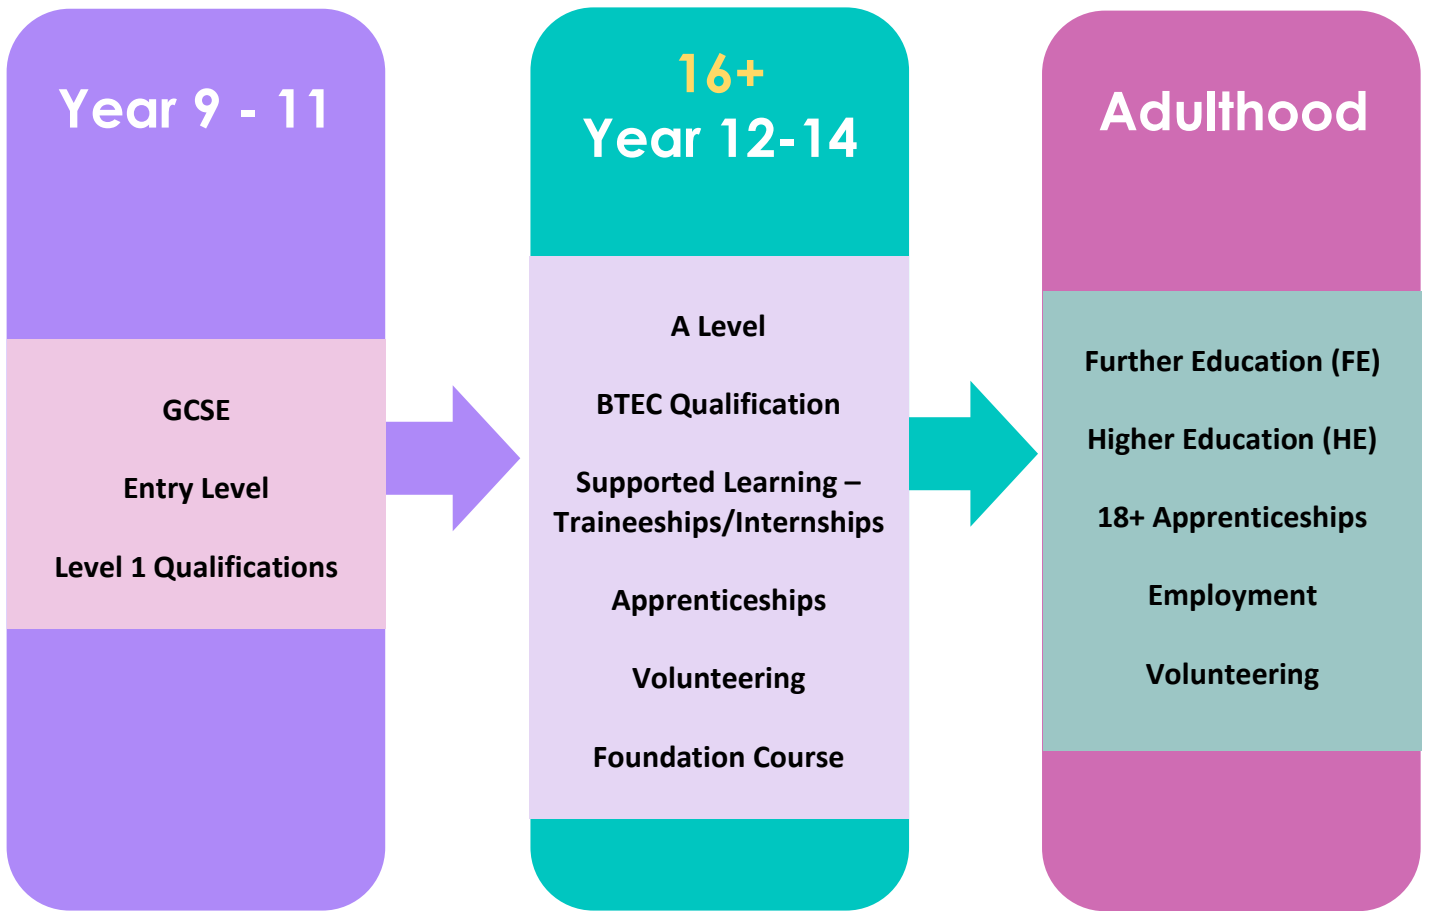 Year 9 - 11
GCSE
Entry Level
Level 1 Qualifications
16+
Year 12-14
A Level
BTEC Qualification
Supported Learning –
Traineeships/Internships
Apprenticeships
Volunteering
Foundation Course
Adulthood
Further Education (FE)
Higher Education (HE)
18+ Apprenticeships
Employment
Volunteering